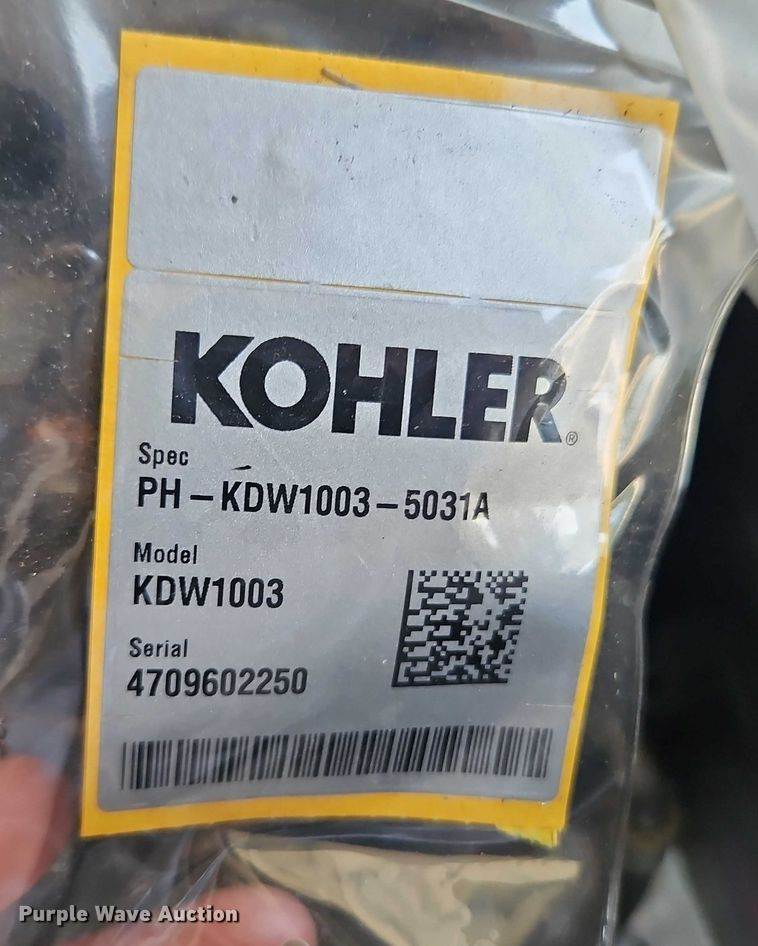 KOHLER®
Spec
PH-KDW1003-5031A
Model
KDW1003
Serial
4709602250
Purple Wave Auction